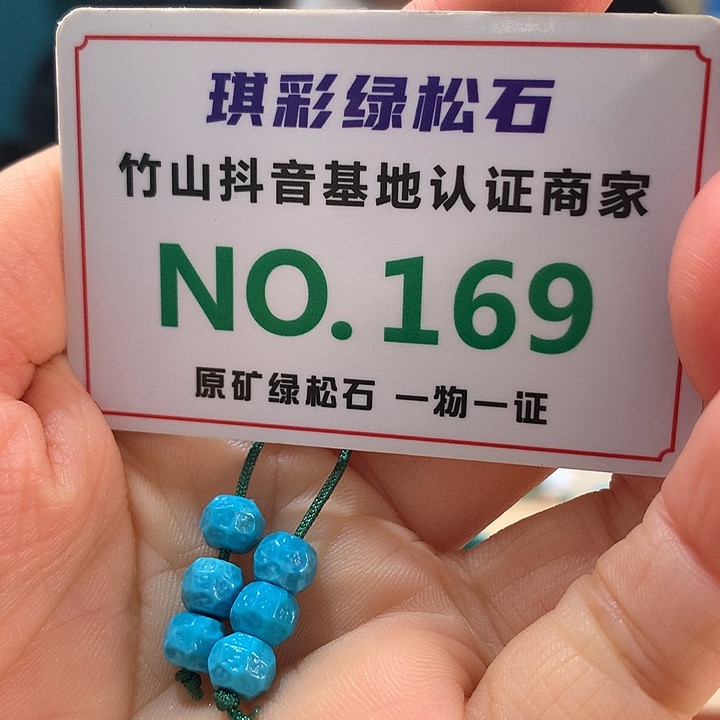 琪彩绿松石
竹山抖音基地认证商家
NO.169
原矿绿松石 一物一证